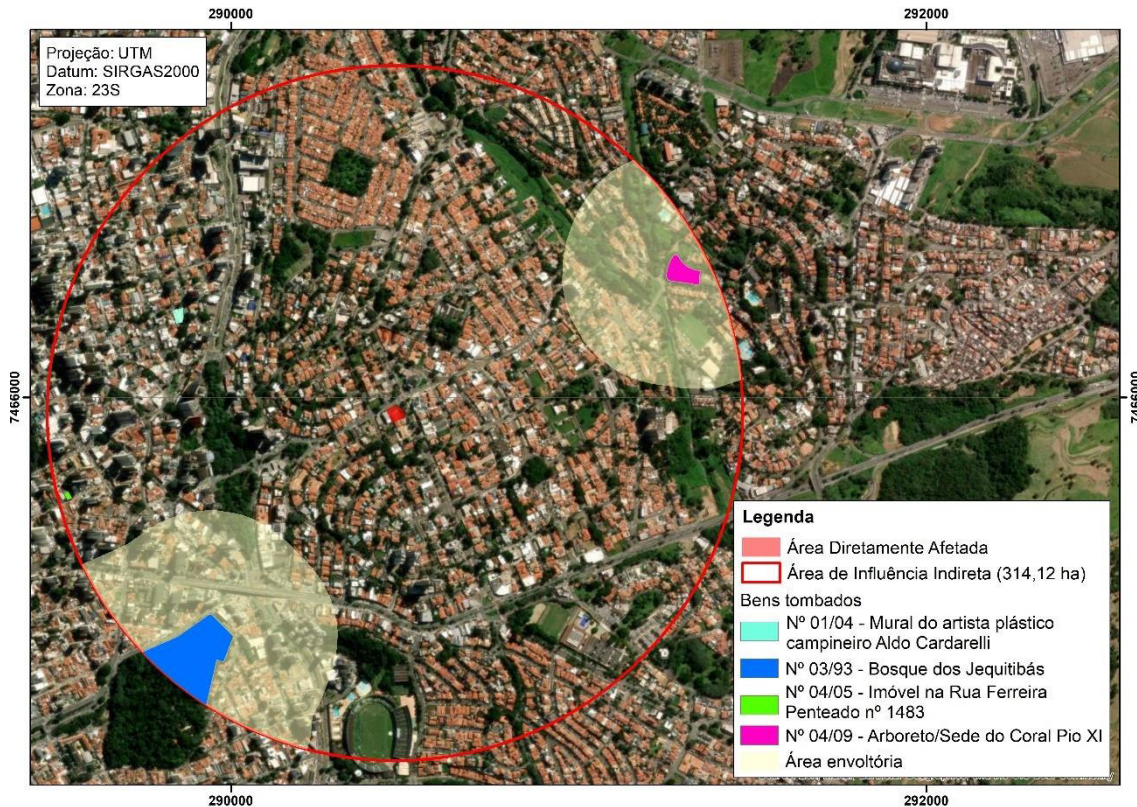 290000
292000
Projeção: UTM
Datum: SIRGAS2000
Zona: 23S
7466000
7466000
Legenda
Área Diretamente Afetada
Área de Influência Indireta (314,12 ha)
Bens tombados
Nº 01/04 - Mural do artista plástico
campineiro Aldo Cardarelli
Nº 03/93 - Bosque dos Jequitibás
Nº 04/05 - Imóvel na Rua Ferreira
Penteado nº 1483
Nº 04/09 - Arboreto/Sede do Coral Pio XI
Área envoltória
290000
292000